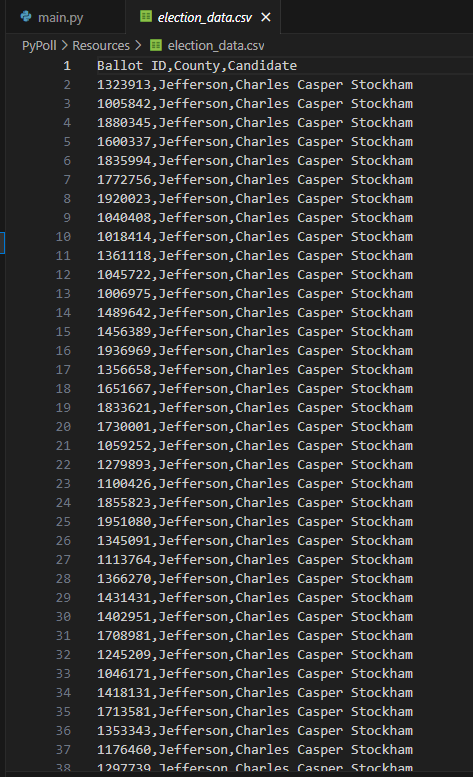 main.py election_data.csv
PyPoll > Resources > election_data.csv
1 Ballot ID,County,Candidate
2 1323913,Jefferson,Charles Casper Stockham
3 1005842,Jefferson,Charles Casper Stockham
4 1880345,Jefferson,Charles Casper Stockham
5 1600337,Jefferson,Charles Casper Stockham
6 1835994,Jefferson,Charles Casper Stockham
7 1772756,Jefferson,Charles Casper Stockham
8 1920023,Jefferson,Charles Casper Stockham
9 1040408,Jefferson,Charles Casper Stockham
10 1018414,Jefferson,Charles Casper Stockham
11 1361118,Jefferson,Charles Casper Stockham
12 1045722,Jefferson,Charles Casper Stockham
13 1006975,Jefferson,Charles Casper Stockham
14 1489642,Jefferson,Charles Casper Stockham
15 1456389,Jefferson,Charles Casper Stockham
16 1936969,Jefferson,Charles Casper Stockham
17 1356658,Jefferson,Charles Casper Stockham
18 1651667,Jefferson,Charles Casper Stockham
19 1833621,Jefferson,Charles Casper Stockham
20 1730001,Jefferson,Charles Casper Stockham
21 1059252,Jefferson,Charles Casper Stockham
22 1279893,Jefferson,Charles Casper Stockham
23 1100426,Jefferson,Charles Casper Stockham
24 1855823,Jefferson,Charles Casper Stockham
25 1951080,Jefferson,Charles Casper Stockham
26 1345091,Jefferson,Charles Casper Stockham
27 1113764,Jefferson,Charles Casper Stockham
28 1366270,Jefferson,Charles Casper Stockham
29 1431431,Jefferson,Charles Casper Stockham
30 1402951,Jefferson,Charles Casper Stockham
31 1708981,Jefferson,Charles Casper Stockham
32 1245209,Jefferson,Charles Casper Stockham
33 1046171,Jefferson,Charles Casper Stockham
34 1418131,Jefferson,Charles Casper Stockham
35 1713581,Jefferson,Charles Casper Stockham
36 1353343,Jefferson,Charles Casper Stockham
37 1176460,Jefferson,Charles Casper Stockham
38 1297739,Jefferson,Charles Casper Stockham